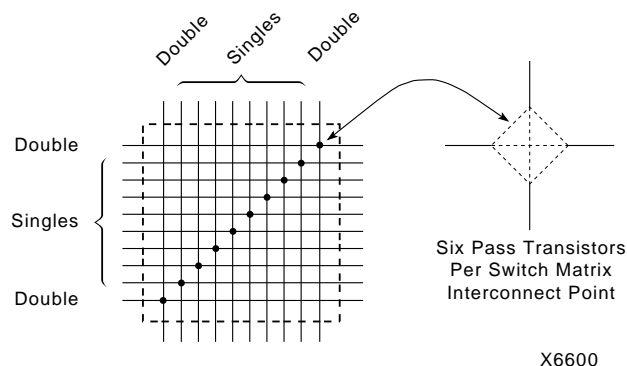 Double
Singles
Double
Double
Singles
Double
Six Pass Transistors
Per Switch Matrix
Interconnect Point
X6600